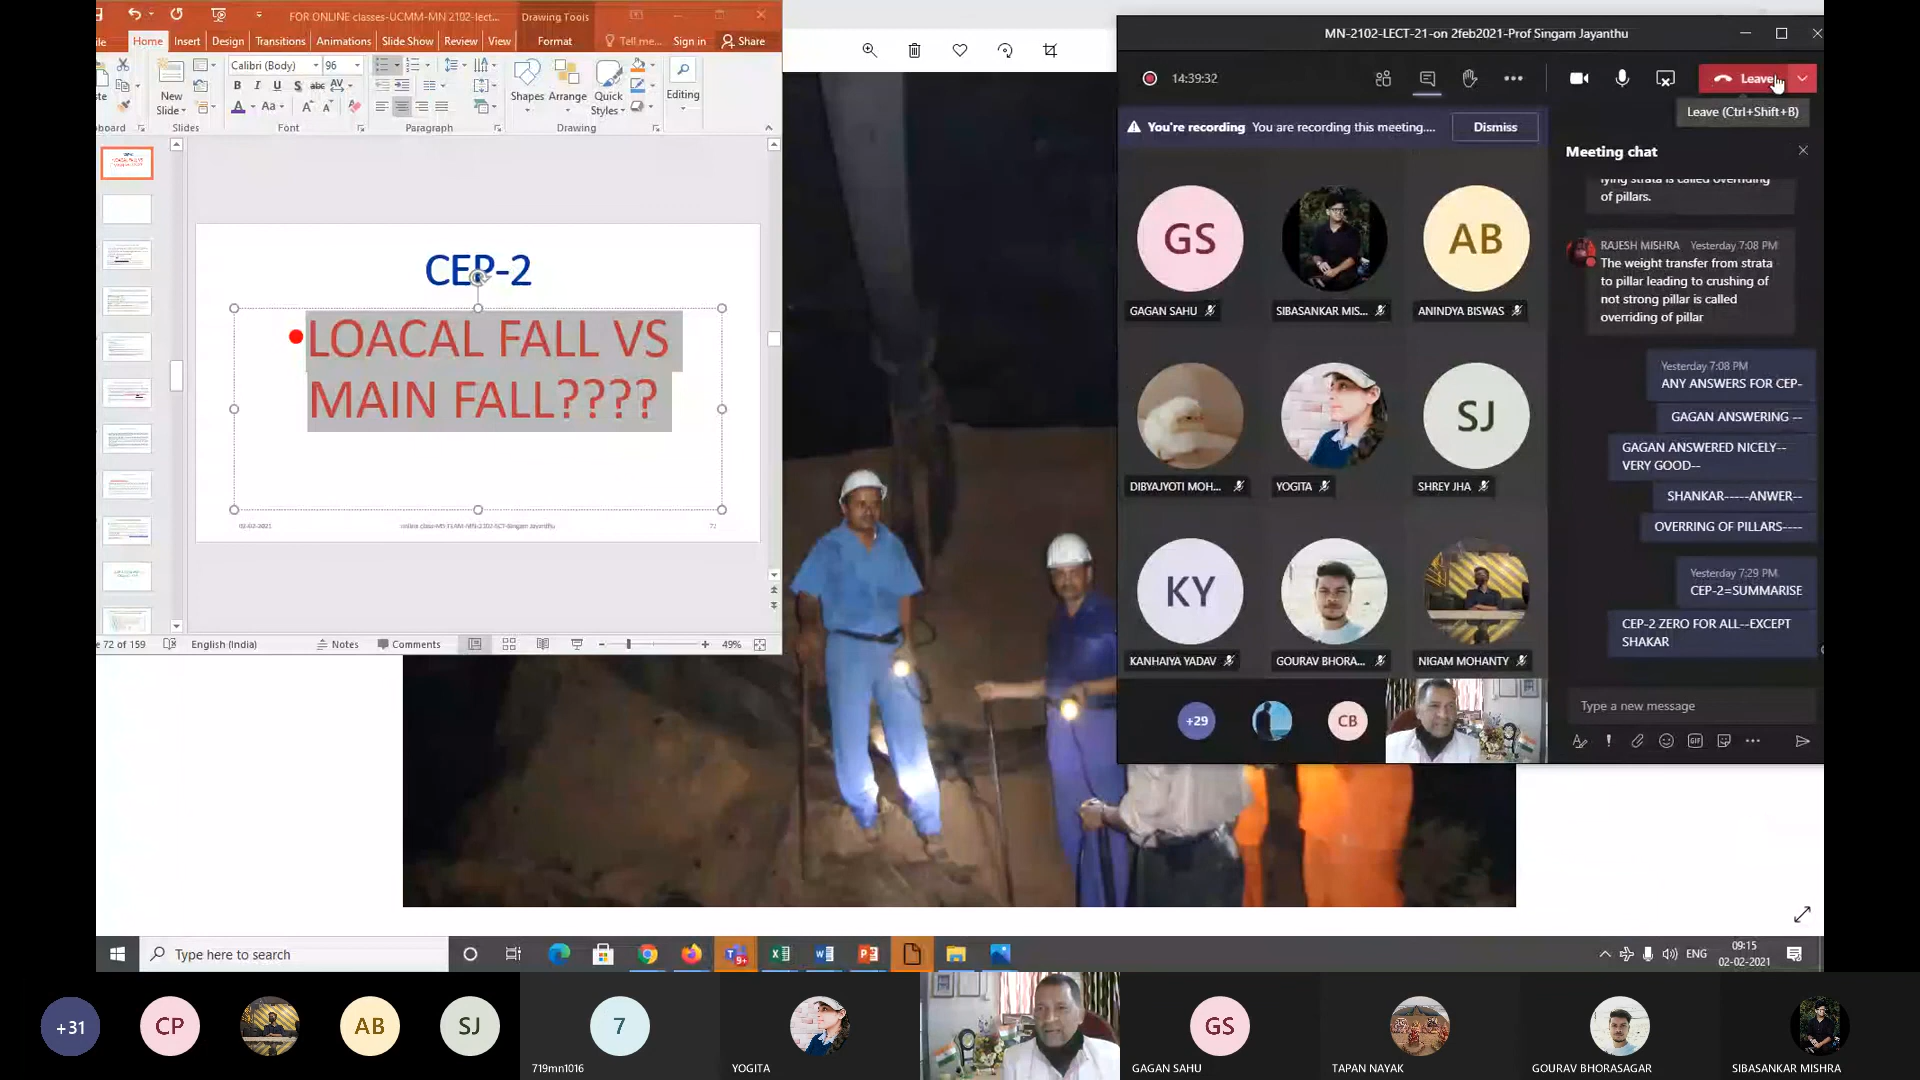 FOR ONLINE classes-UCMM-MN 2102-lect...
Drawing Tools
Home Insert Design Transitions Animations Slide Show Review View Format Tell me... Sign in Share
Calibri (Body) 96
New
Slide
Shapes Arrange Quick
Styles
Editing
Slides Font Paragraph Drawing
CEP-2
LOACAL FALL VS
MAIN FALL????
02-02-2021
72 of 159 English (India) Notes Comments 49%
MN-2102-LECT-21-on 2feb2021-Prof Singam Jayanthu
14:39:32
Leave
Leave (Ctrl+Shift+B)
You're recording You are recording this meeting.... Dismiss
GS
AB
GAGAN SAHU
SIBASANKAR MIS...
ANINDYA BISWAS
SJ
DIBYAJYOTI MOH...
YOGITA
SHREY JHA
KY
KANHAIYA YADAV
GOURAV BHORA...
NIGAM MOHANTY
+29
CB
Meeting chat
lying strata is called overriding
of pillars.
RAJESH MISHRA Yesterday 7:08 PM
The weight transfer from strata
to pillar leading to crushing of
not strong pillar is called
overriding of pillar
Yesterday 7:08 PM
ANY ANSWERS FOR CEP-
GAGAN ANSWERING --
GAGAN ANSWERED NICELY--
VERY GOOD--
SHANKAR-----ANWER--
OVERRING OF PILLARS----
Yesterday 7:29 PM
CEP-2=SUMMARISE
CEP-2 ZERO FOR ALL--EXCEPT
SHAKAR
Type a new message
Type here to search
ENG
09:15
02-02-2021
+31
CP
AB
SJ
7
GS
719mn1016
YOGITA
GAGAN SAHU
TAPAN NAYAK
GOURAV BHORASAGAR
SIBASANKAR MISHRA